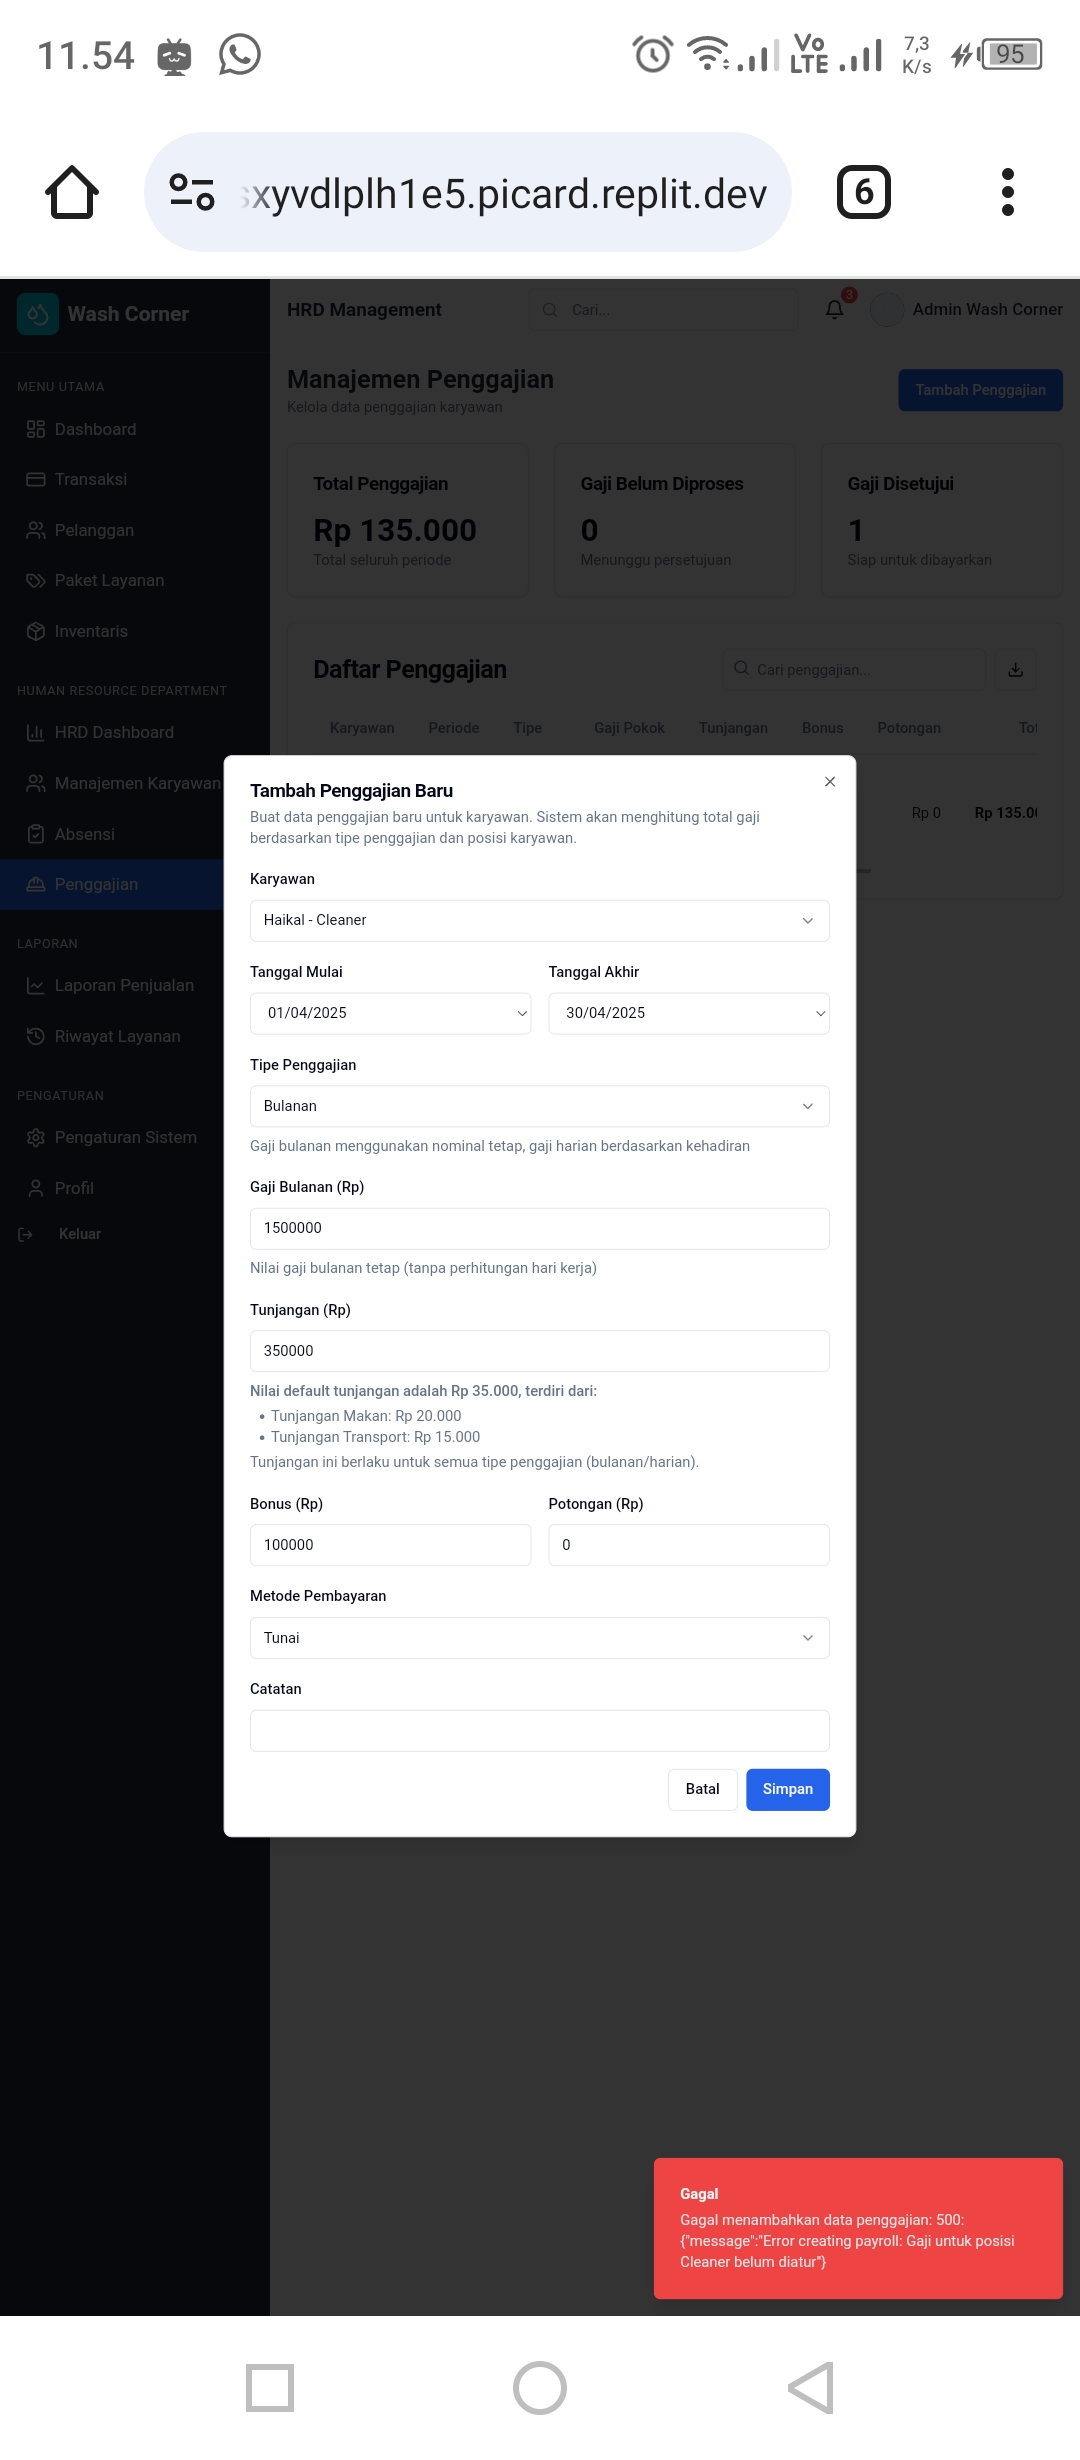 11.54
Vo
LTE
7,3
K/s
95
xyvdlplh1e5.picard.replit.dev
6
Wash Corner
HRD Management
Cari...
3
Admin Wash Corner
MENU UTAMA
Dashboard
Transaksi
Pelanggan
Paket Layanan
Inventaris
HUMAN RESOURCE DEPARTMENT
HRD Dashboard
Manajemen Karyawan
Absensi
Penggajian
LAPORAN
Laporan Penjualan
Riwayat Layanan
PENGATURAN
Pengaturan Sistem
Profil
Keluar
Manajemen Penggajian
Kelola data penggajian karyawan
Tambah Penggajian
Total Penggajian
Rp 135.000
Total seluruh periode
Gaji Belum Diproses
0
Menunggu persetujuan
Gaji Disetujui
1
Siap untuk dibayarkan
Daftar Penggajian
Cari penggajian...
Karyawan Periode Tipe Gaji Pokok Tunjangan Bonus Potongan Tot
Rp 0 Rp 135.00
Tambah Penggajian Baru
Buat data penggajian baru untuk karyawan. Sistem akan menghitung total gaji
berdasarkan tipe penggajian dan posisi karyawan.
Karyawan
Haikal - Cleaner
Tanggal Mulai Tanggal Akhir
01/04/2025 30/04/2025
Tipe Penggajian
Bulanan
Gaji bulanan menggunakan nominal tetap, gaji harian berdasarkan kehadiran
Gaji Bulanan (Rp)
1500000
Nilai gaji bulanan tetap (tanpa perhitungan hari kerja)
Tunjangan (Rp)
350000
Nilai default tunjangan adalah Rp 35.000, terdiri dari:
• Tunjangan Makan: Rp 20.000
• Tunjangan Transport: Rp 15.000
Tunjangan ini berlaku untuk semua tipe penggajian (bulanan/harian).
Bonus (Rp) Potongan (Rp)
100000 0
Metode Pembayaran
Tunai
Catatan
Batal Simpan
Gagal
Gagal menambahkan data penggajian: 500:
{"message":"Error creating payroll: Gaji untuk posisi
Cleaner belum diatur"}